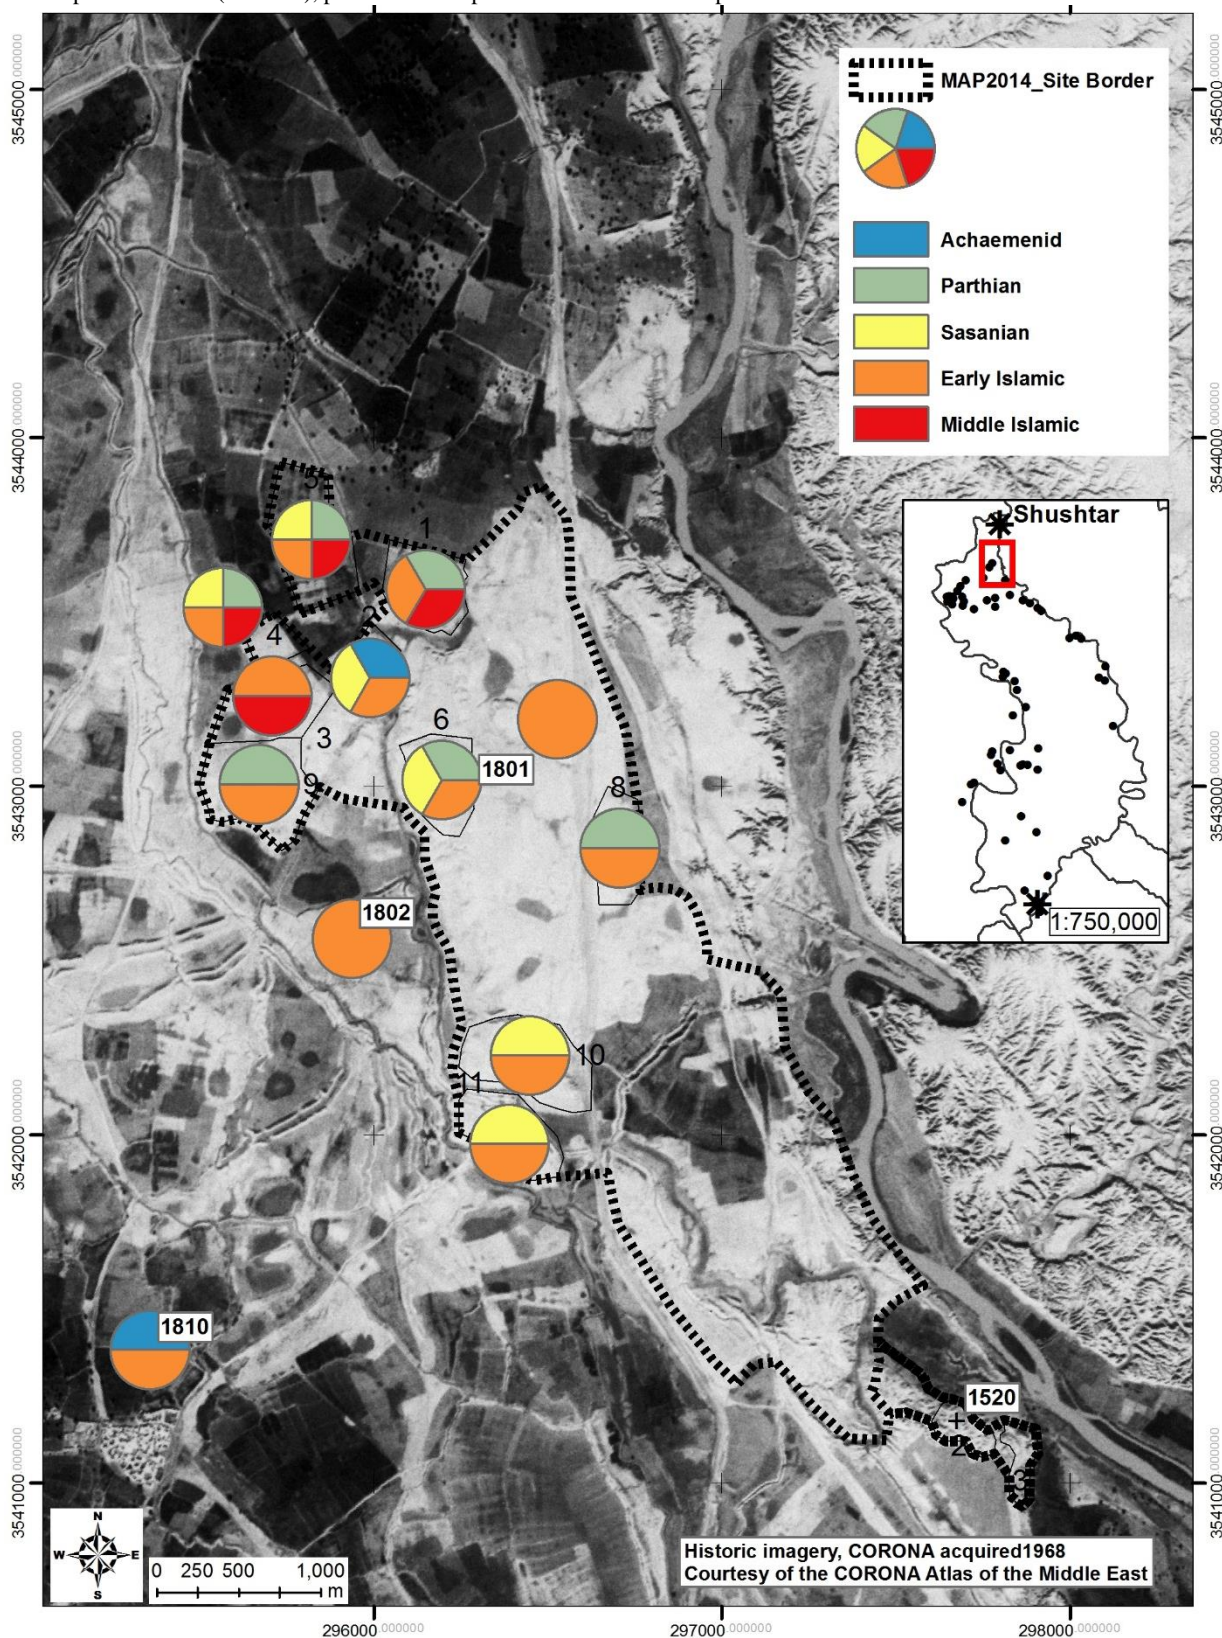 3545000.000000
3544000.000000
3543000.000000
3542000.000000
3541000.000000
MAP2014_Site Border
Achaemenid
Parthian
Sasanian
Early Islamic
Middle Islamic
Shushtar
1:750,000
5
1
2
4
3
6
1801
9
8
1802
10
11
1810
1520
2
3
N
W E
S
0 250 500 1,000
m
Historic imagery, CORONA acquired1968
Courtesy of the CORONA Atlas of the Middle East
3545000.000000
3544000.000000
3543000.000000
3542000.000000
3541000.000000
296000.000000
297000.000000
298000.000000